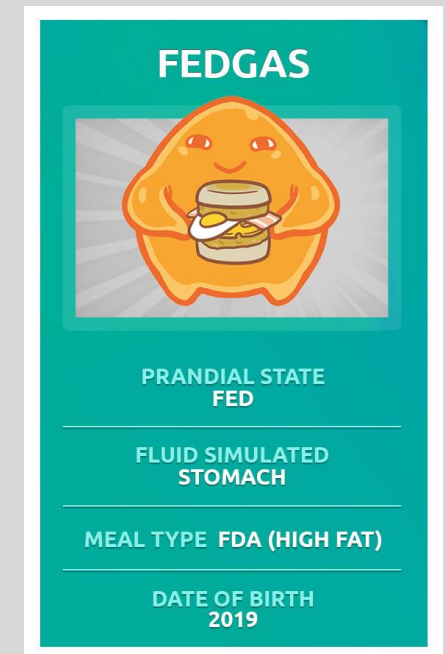 FEDGAS
PRANDIAL STATE
FED
FLUID SIMULATED
STOMACH
MEAL TYPE FDA (HIGH FAT)
DATE OF BIRTH
2019